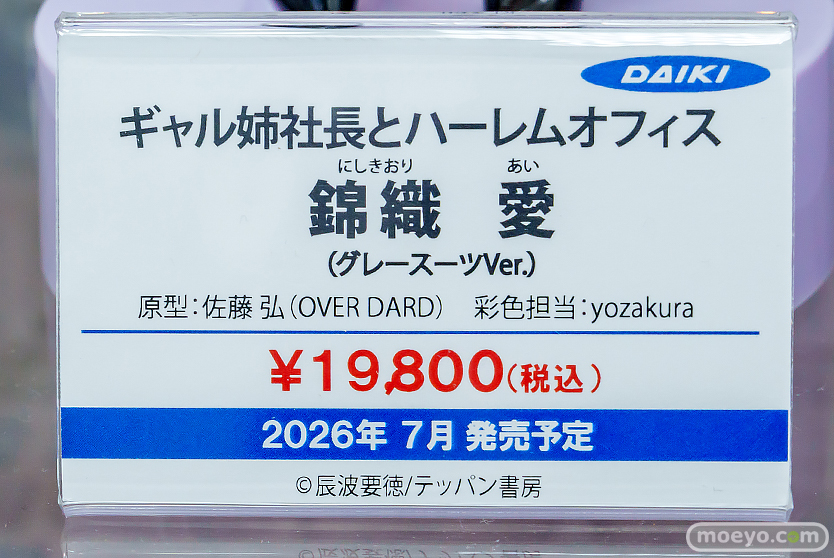 DAIKI
ギャル姉社長とハーレムオフィス
にしきおり あい
錦織 愛
(グレースーツVer.)
原型：佐藤 弘(OVER DARD) 彩色担当：yozakura
¥19,800(税込)
2026年 7月 発売予定
©辰波要徳/テッパン書房
moeyo.com